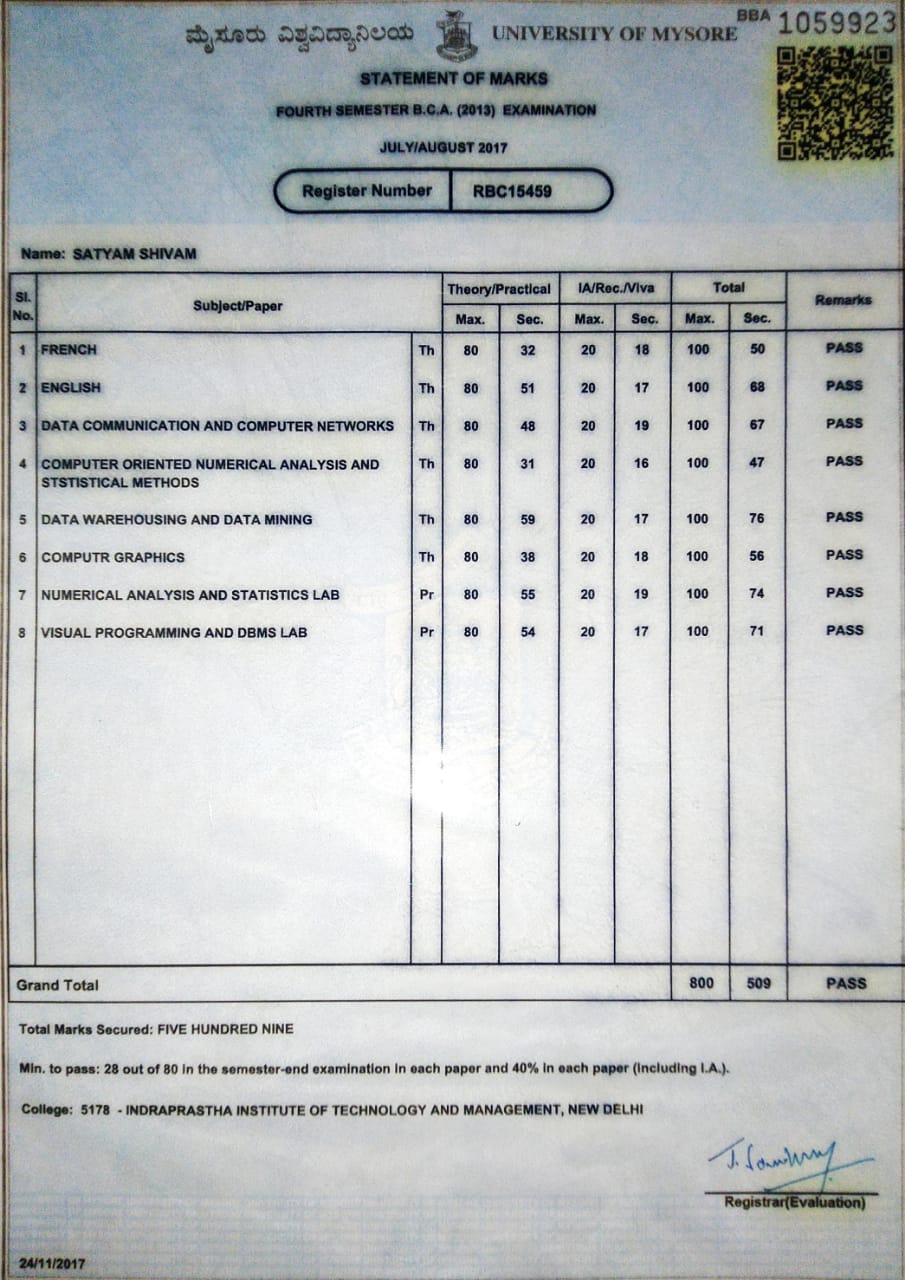 ಮೈಸೂರು ವಿಶ್ವವಿದ್ಯಾನಿಲಯ UNIVERSITY OF MYSORE BBA 1059923
STATEMENT OF MARKS
FOURTH SEMESTER B.C.A. (2013) EXAMINATION
JULY/AUGUST 2017
Register Number RBC15459
Name: SATYAM SHIVAM
Sl. No. Subject/Paper Theory/Practical IA/Rec./Viva Total Remarks
Max. Sec. Max. Sec. Max. Sec.
1 FRENCH Th 80 32 20 18 100 50 PASS
2 ENGLISH Th 80 51 20 17 100 68 PASS
3 DATA COMMUNICATION AND COMPUTER NETWORKS Th 80 48 20 19 100 67 PASS
4 COMPUTER ORIENTED NUMERICAL ANALYSIS AND Th 80 31 20 16 100 47 PASS
STSTISTICAL METHODS
5 DATA WAREHOUSING AND DATA MINING Th 80 59 20 17 100 76 PASS
6 COMPUTR GRAPHICS Th 80 38 20 18 100 56 PASS
7 NUMERICAL ANALYSIS AND STATISTICS LAB Pr 80 55 20 19 100 74 PASS
8 VISUAL PROGRAMMING AND DBMS LAB Pr 80 54 20 17 100 71 PASS
Grand Total 800 509 PASS
Total Marks Secured: FIVE HUNDRED NINE
Min. to pass: 28 out of 80 in the semester-end examination in each paper and 40% in each paper (including I.A.).
College: 5178 - INDRAPRASTHA INSTITUTE OF TECHNOLOGY AND MANAGEMENT, NEW DELHI
Registrar(Evaluation)
24/11/2017